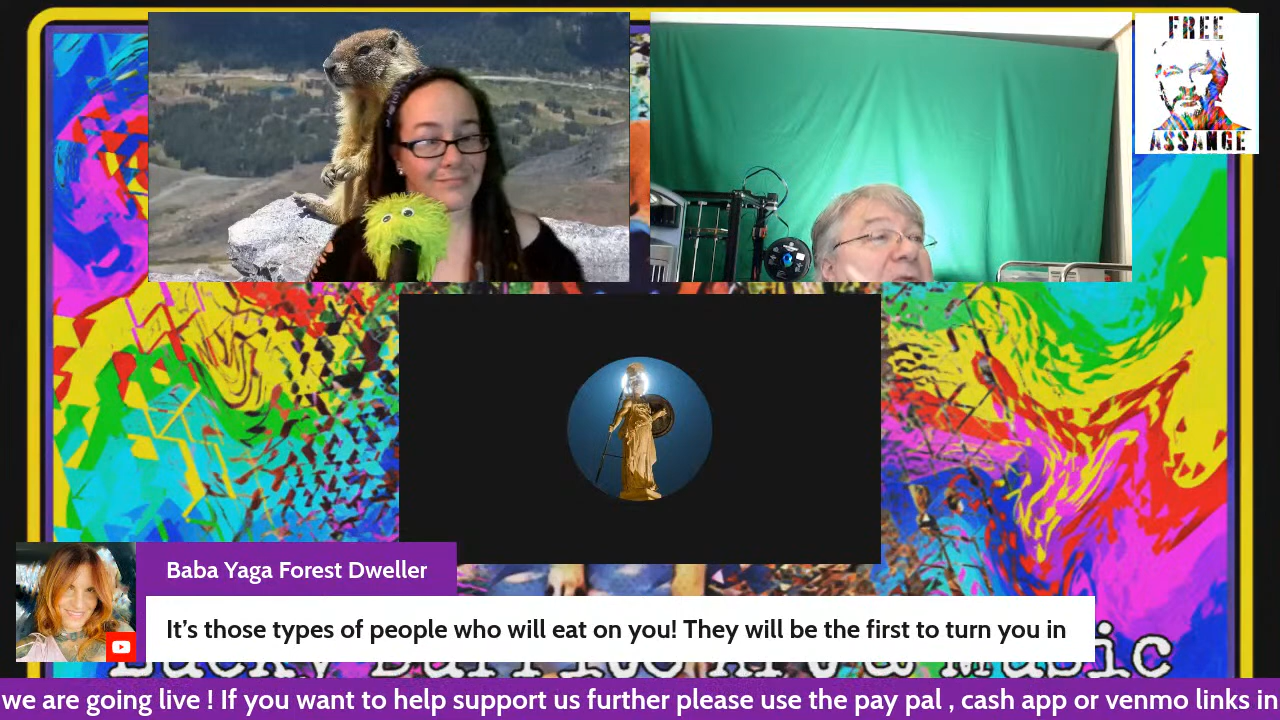 FREE
ASSANGE
Baba Yaga Forest Dweller
It's those types of people who will eat on you! They will be the first to turn you in
Music
we are going live ! If you want to help support us further please use the pay pal , cash app or venmo links in